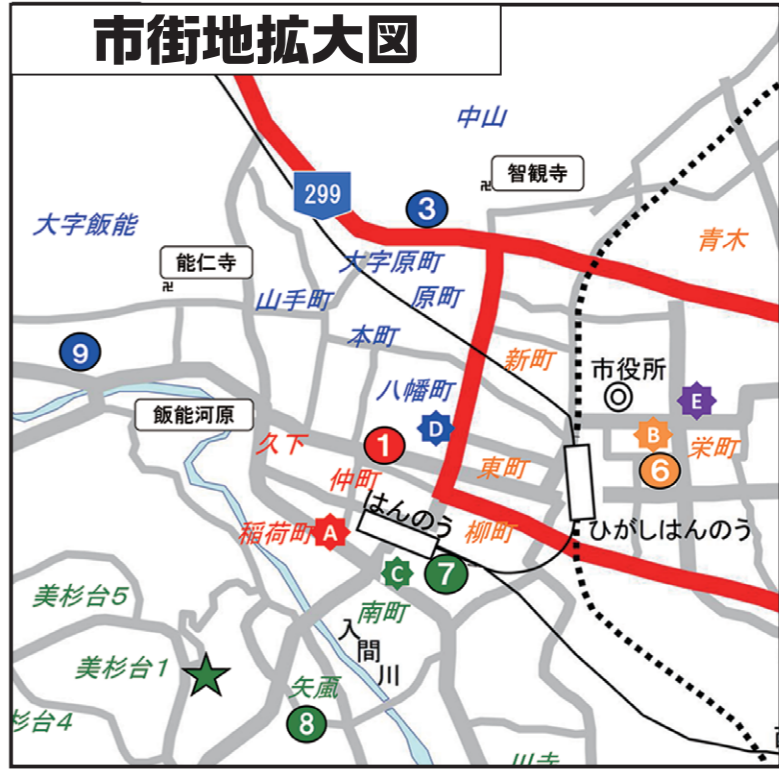 市街地拡大図
中山
卍
智観寺
299
3
大字飯能
青木
能仁寺
卍
大字原町
山手町
原町
本町
新町
9
市役所
八幡町
E
飯能河原
D
B
久下
1
栄町
東町
6
仲町
はんのう
稲荷町
A
柳町
ひがしはんのう
C
7
美杉台5
南町
入間川
美杉台1
矢颪
杉台4
8
川寺